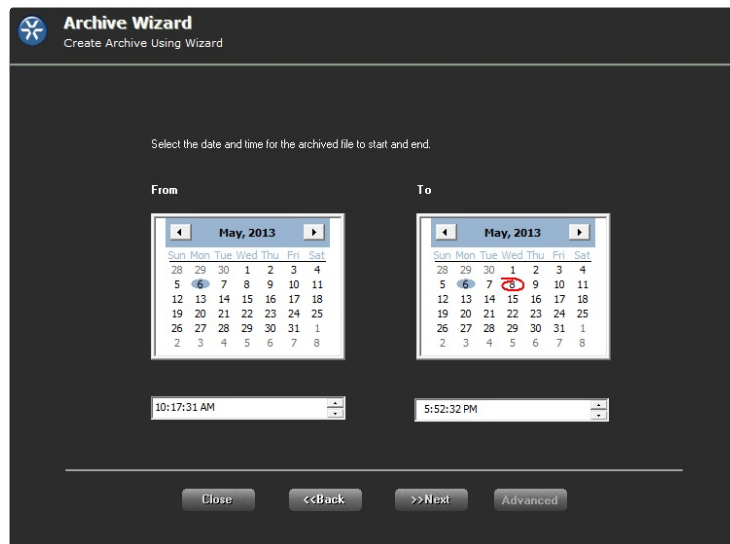 Archive Wizard
Create Archive Using Wizard
Select the date and time for the archived file to start and end.
From To
May, 2013 May, 2013
Sun Mon Tue Wed Thu Fri Sat Sun Mon Tue Wed Thu Fri Sat
28 29 30 1 2 3 4 28 29 30 1 2 3 4
5 6 7 8 9 10 11 5 6 7 8 9 10 11
12 13 14 15 16 17 18 12 13 14 15 16 17 18
19 20 21 22 23 24 25 19 20 21 22 23 24 25
26 27 28 29 30 31 1 26 27 28 29 30 31 1
2 3 4 5 6 7 8 2 3 4 5 6 7 8
10:17:31 AM 5:52:32 PM
Close <<Back >>Next Advanced